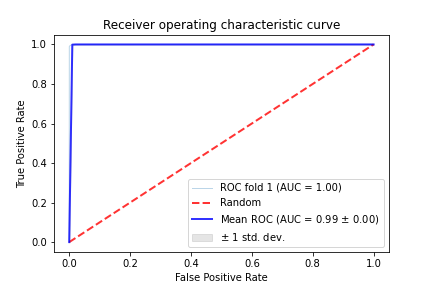 Receiver operating characteristic curve
True Positive Rate
1.0
0.8
0.6
0.4
0.2
0.0
ROC fold 1 (AUC = 1.00)
Random
Mean ROC (AUC = 0.99 ± 0.00)
± 1 std. dev.
0.0 0.2 0.4 0.6 0.8 1.0
False Positive Rate